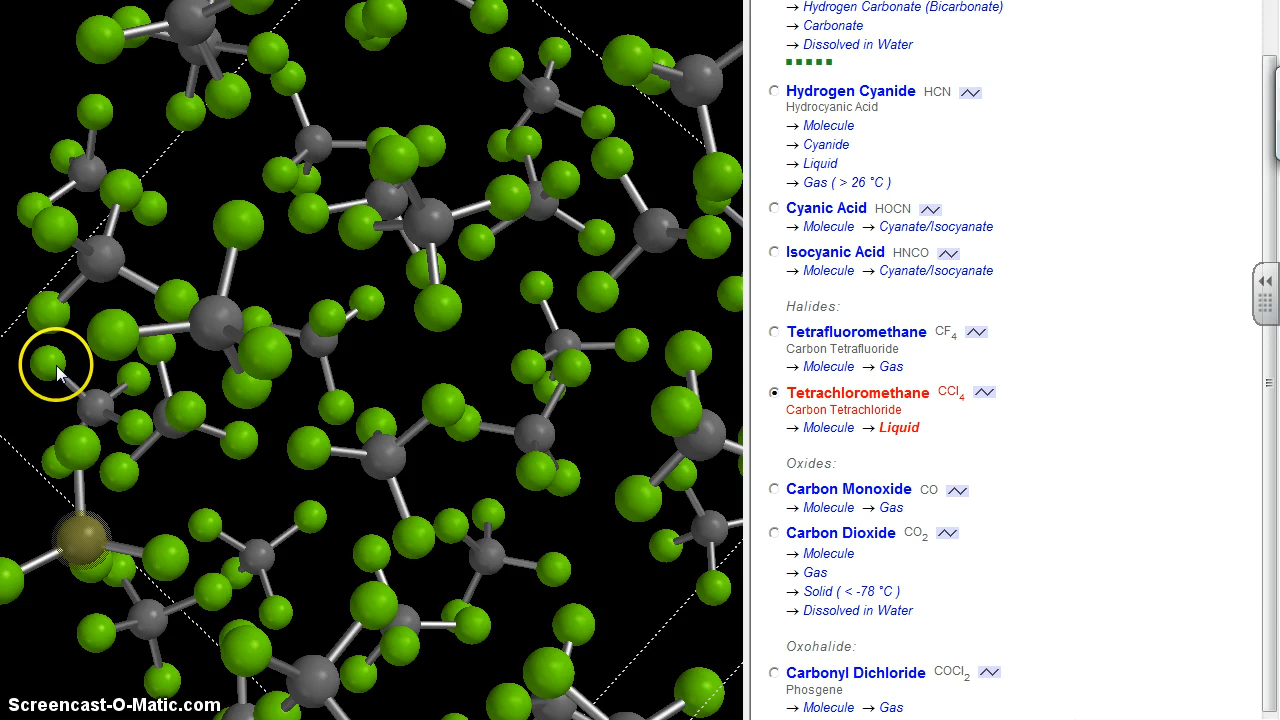 → Hydrogen Carbonate (Bicarbonate)
→ Carbonate
→ Dissolved in Water
Hydrogen Cyanide HCN
Hydrocyanic Acid
→ Molecule
→ Cyanide
→ Liquid
→ Gas ( > 26 °C )
Cyanic Acid HOCN
→ Molecule → Cyanate/Isocyanate
Isocyanic Acid HNCO
→ Molecule → Cyanate/Isocyanate
Halides:
Tetrafluoromethane CF4
Carbon Tetrafluoride
→ Molecule → Gas
Tetrachloromethane CCl4
Carbon Tetrachloride
→ Molecule → Liquid
Oxides:
Carbon Monoxide CO
→ Molecule → Gas
Carbon Dioxide CO2
→ Molecule
→ Gas
→ Solid ( < -78 °C )
→ Dissolved in Water
Oxohalide:
Carbonyl Dichloride COCl2
Phosgene
→ Molecule → Gas
Screencast-O-Matic.com